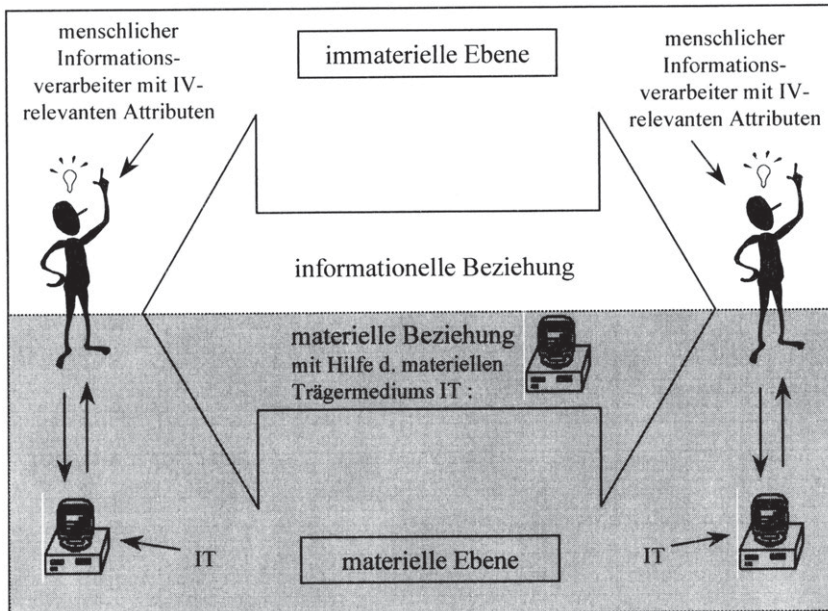 menschlicher
Informations-
verarbeiter mit IV-
relevanten Attributen
immaterielle Ebene
menschlicher
Informations-
verarbeiter mit IV-
relevanten Attributen
informationelle Beziehung
materielle Beziehung
mit Hilfe d. materiellen
Trägermediums IT :
IT
materielle Ebene
IT